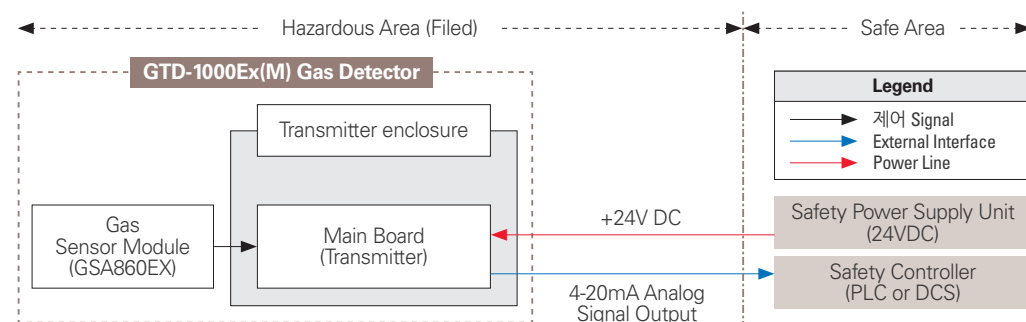 Hazardous Area (Filed)
Safe Area
GTD-1000Ex(M) Gas Detector
Transmitter enclosure
Gas
Sensor Module
(GSA860EX)
Main Board
(Transmitter)
+24V DC
4-20mA Analog
Signal Output
Legend
제어 Signal
External Interface
Power Line
Safety Power Supply Unit
(24VDC)
Safety Controller
(PLC or DCS)